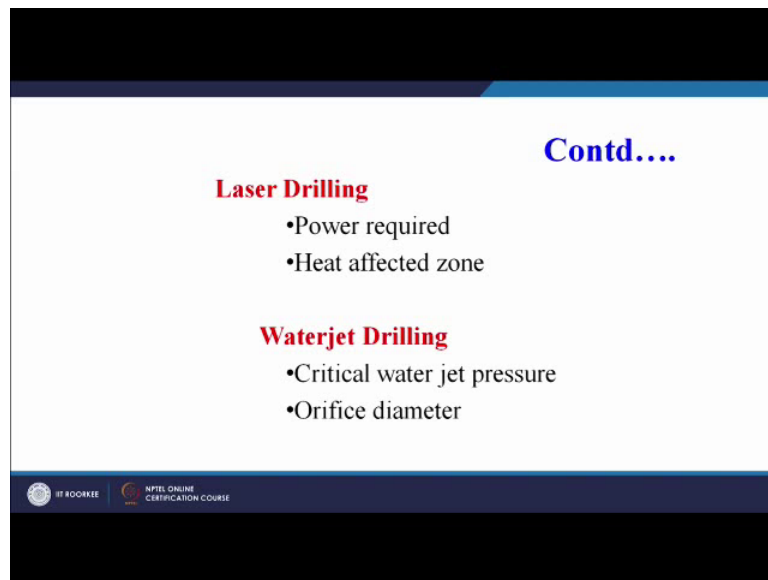 Contd....
Laser Drilling
•Power required
•Heat affected zone
Waterjet Drilling
•Critical water jet pressure
•Orifice diameter
IIT ROORKEE
NPTEL ONLINE
CERTIFICATION COURSE